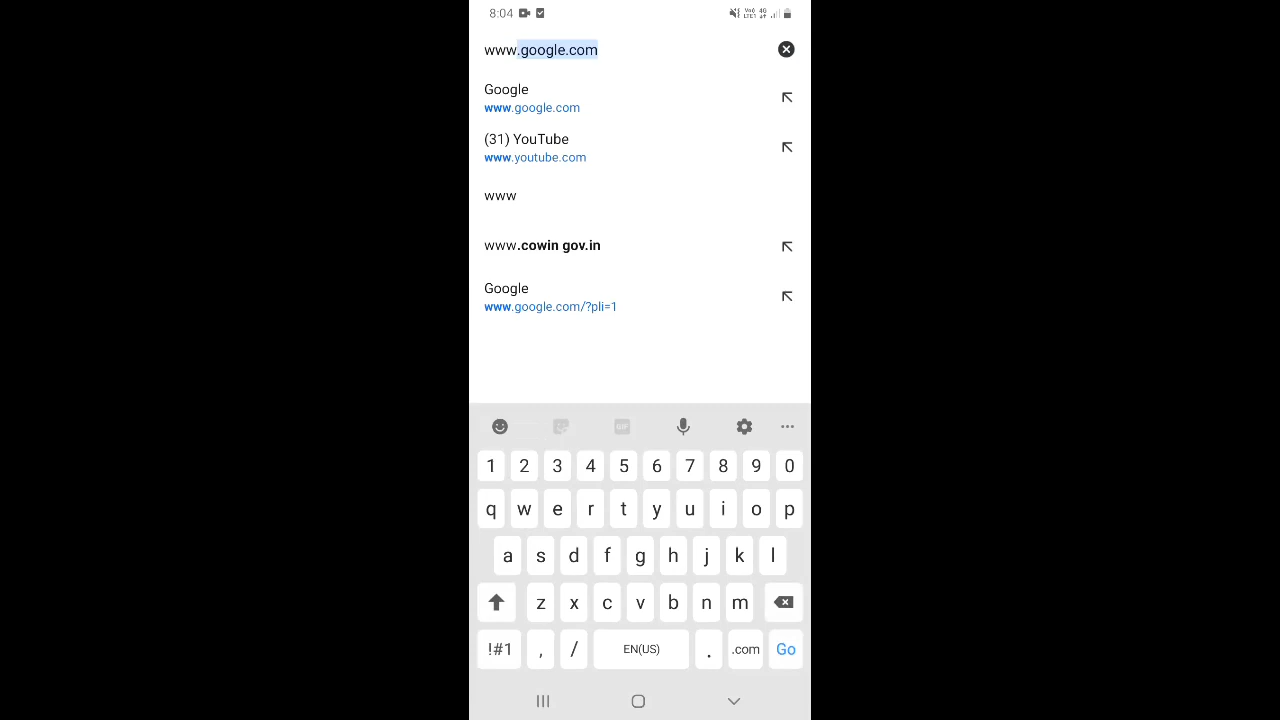 8:04
www.google.com
Google
www.google.com
(31) YouTube
www.youtube.com
www
www.cowin gov.in
Google
www.google.com/?pli=1
GIF
1 2 3 4 5 6 7 8 9 0
q w e r t y u i o p
a s d f g h j k l
z x c v b n m
!#1 , / EN(US) . .com Go